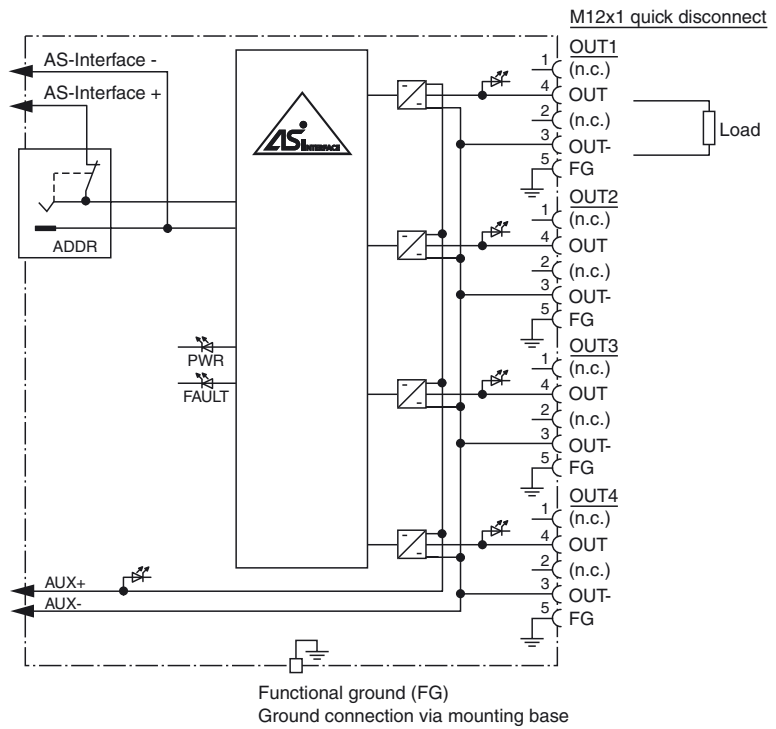 M12x1 quick disconnect
AS-Interface -
AS-Interface +
ADDR
ASi INTERFACE
PWR
FAULT
OUT1
1 (n.c.)
4 OUT
2 (n.c.)
3 OUT-
5 FG
Load
OUT2
1 (n.c.)
4 OUT
2 (n.c.)
3 OUT-
5 FG
OUT3
1 (n.c.)
4 OUT
2 (n.c.)
3 OUT-
5 FG
OUT4
1 (n.c.)
4 OUT
2 (n.c.)
3 OUT-
5 FG
AUX+
AUX-
Functional ground (FG)
Ground connection via mounting base